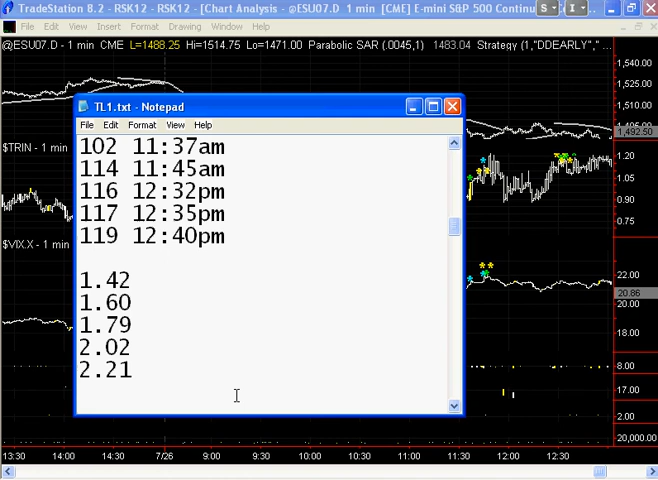 TradeStation 8.2 - RSK12 - RSK12 - [Chart Analysis - @ESU07.D - 1 min [CME] E-mini S&P 500 Continu
S I
File View Insert Format Drawing Window Help
@ESU07.D - 1 min CME L=1488.25 Hi=1514.75 Lo=1471.00 Parabolic SAR (.0045,1) 1483.04 Strategy (1,"DDEARLY"," ...
1,540.00
1,525.00
1,510.00
1,492.50
TL1.txt - Notepad
File Edit Format View Help
102 11:37am
114 11:45am
116 12:32pm
117 12:35pm
119 12:40pm
1.42
1.60
1.79
2.02
2.21
$TRIN - 1 min
1.20
1.05
0.90
0.75
$VIX.X - 1 min
22.00
20.86
20.00
18.00
8.00
17.00
2.00
20,000.00
13:30 14:00 14:30 7/26 9:00 9:30 10:00 10:30 11:00 11:30 12:00 12:30